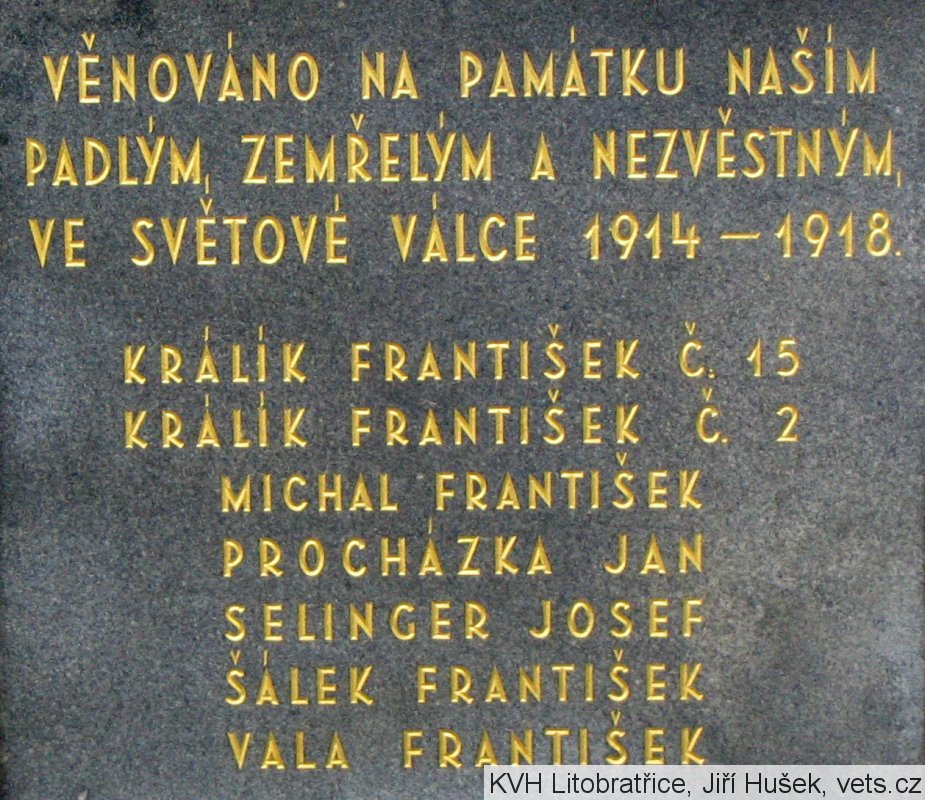 VĚNOVÁNO NA PAMÁTKU NAŠÍM
PADLÝM, ZEMŘELÝM A NEZVĚSTNÝM,
VE SVĚTOVÉ VÁLCE 1914 – 1918.
KRÁLÍK FRANTIŠEK Č. 15
KRÁLÍK FRANTIŠEK Č. 2
MICHAL FRANTIŠEK
PROCHÁZKA JAN
SELINGER JOSEF
ŠÁLEK FRANTIŠEK
VALA FRANTIŠEK
KVH Litobratřice, Jiří Hušek, vets.cz